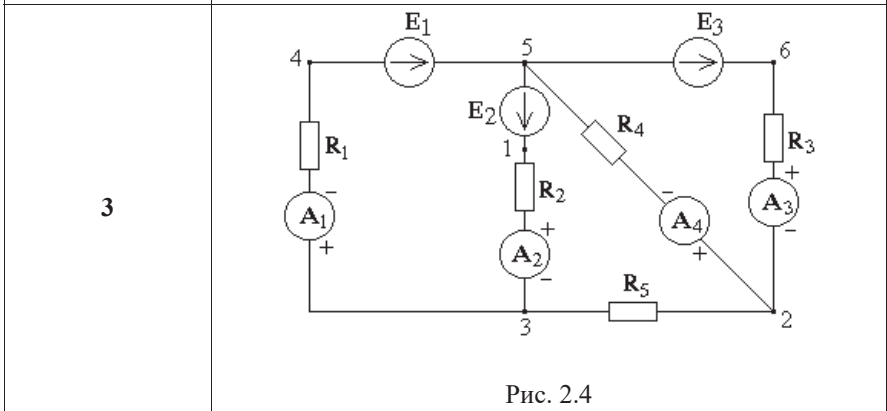 3
E1 E3
4 5 6
E2 R4
R1 1 R3
R2
- - +
A1 + A4 A3
+ A2 + -
- R5
3 2
Рис. 2.4